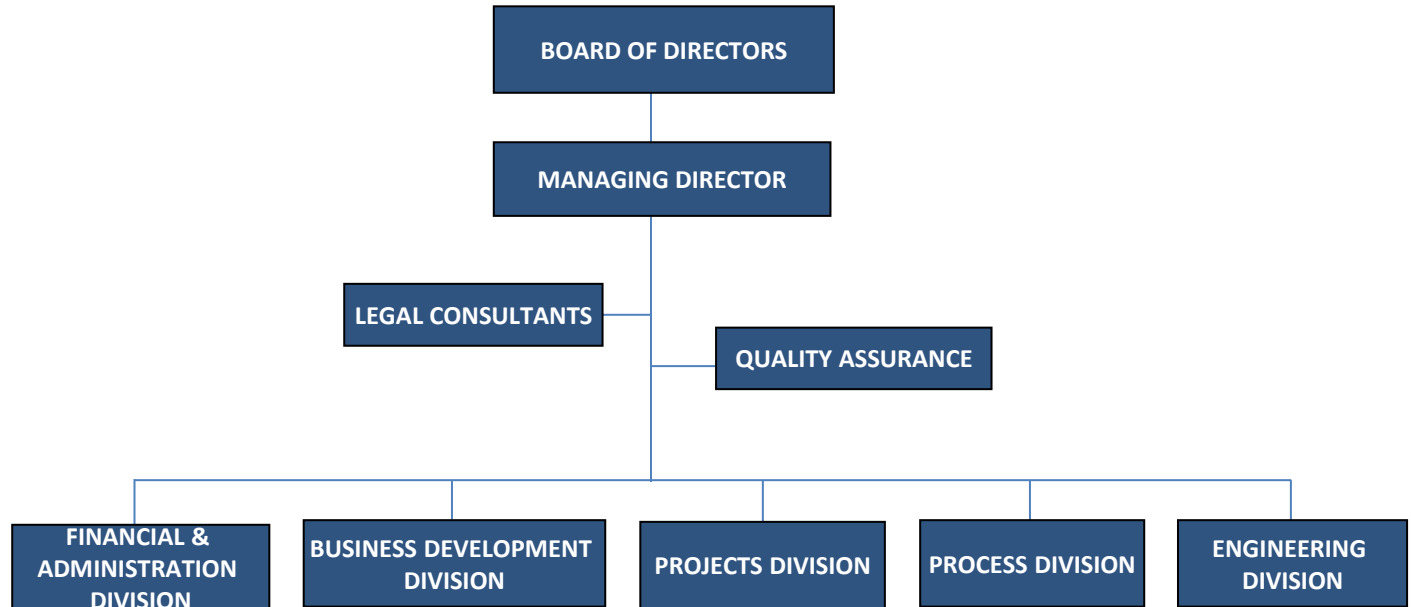 BOARD OF DIRECTORS
MANAGING DIRECTOR
LEGAL CONSULTANTS
QUALITY ASSURANCE
FINANCIAL &
ADMINISTRATION
DIVISION
BUSINESS DEVELOPMENT
DIVISION
PROJECTS DIVISION
PROCESS DIVISION
ENGINEERING
DIVISION